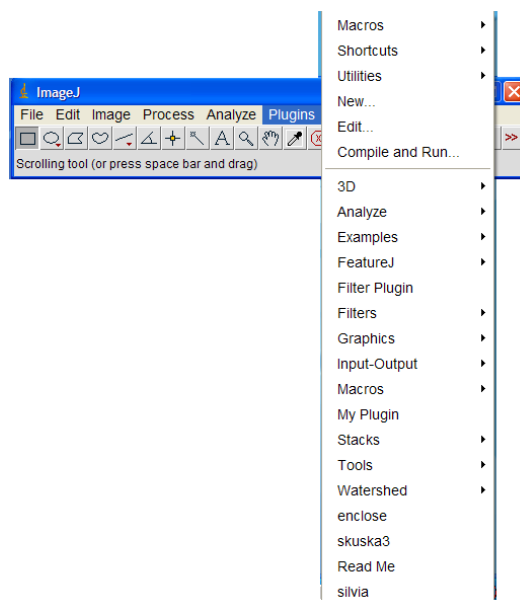 ImageJ
File Edit Image Process Analyze Plugins
A
>>
Scrolling tool (or press space bar and drag)
Macros
Shortcuts
Utilities
New...
Edit...
Compile and Run...
3D
Analyze
Examples
FeatureJ
Filter Plugin
Filters
Graphics
Input-Output
Macros
My Plugin
Stacks
Tools
Watershed
enclose
skuska3
Read Me
silvia